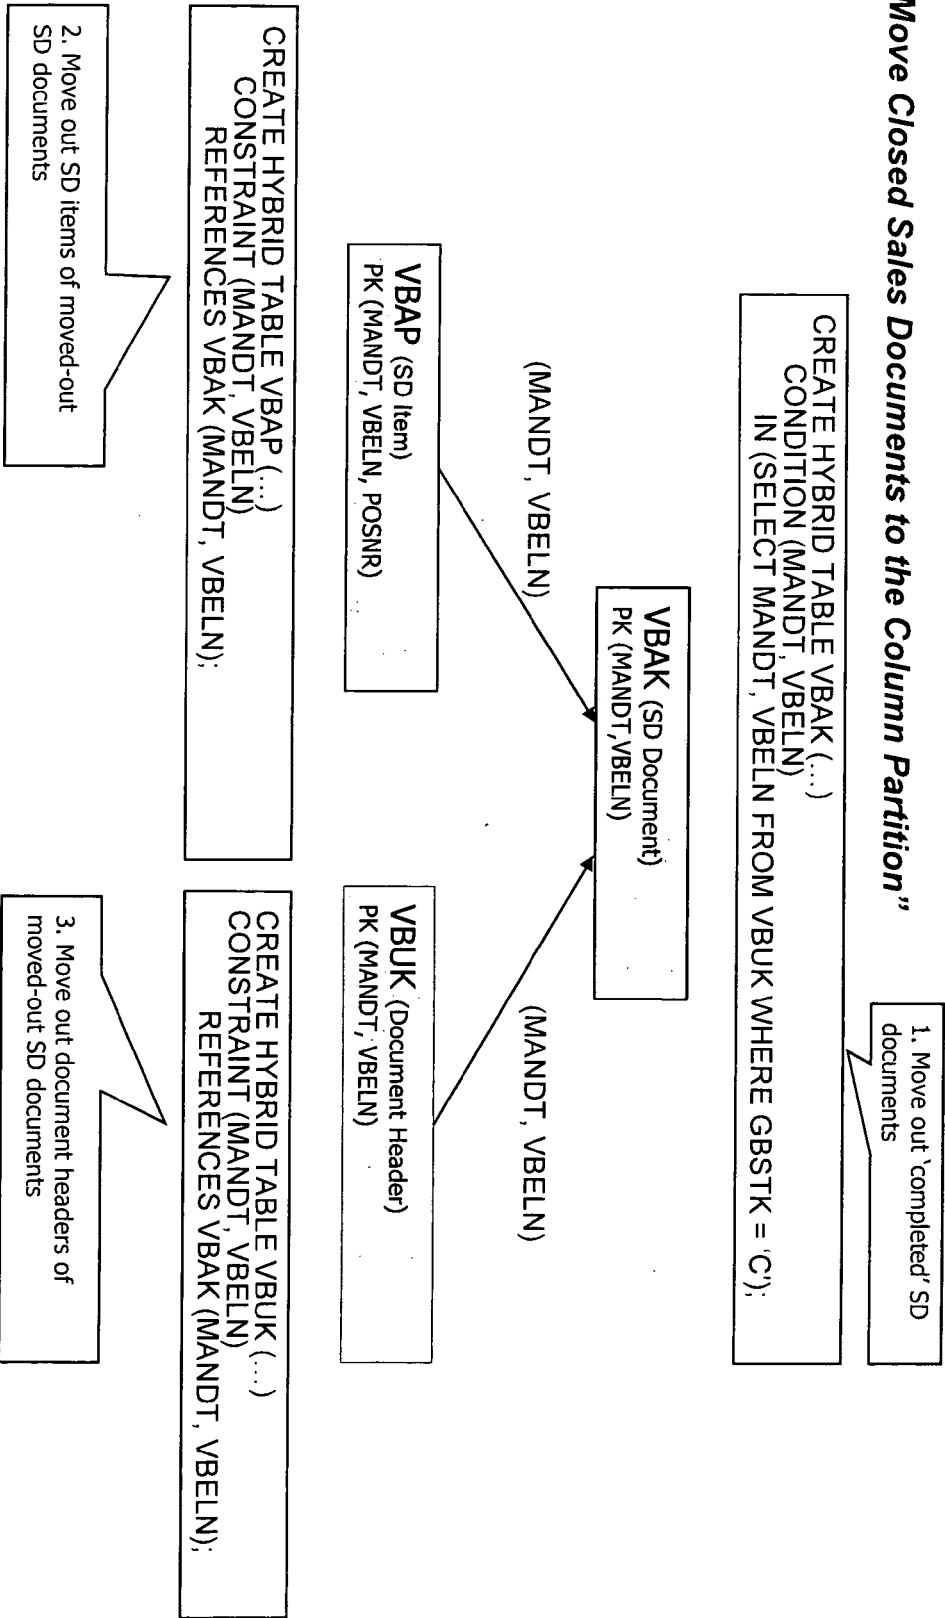 Move Closed Sales Documents to the Column Partition”
1. Move out ‘completed’ SD
documents
CREATE HYBRID TABLE VBAK (...)
CONDITION (MANDT, VBELN)
IN (SELECT MANDT, VBELN FROM VBUK WHERE GBSTK = ‘C’);
VBAK (SD Document)
PK (MANDT,VBELN)
(MANDT, VBELN)
(MANDT, VBELN)
VBAP (SD Item)
PK (MANDT, VBELN, POSNR)
VBUK (Document Header)
PK (MANDT, VBELN)
CREATE HYBRID TABLE VBAP (...)
CONSTRAINT (MANDT, VBELN)
REFERENCES VBAK (MANDT, VBELN);
CREATE HYBRID TABLE VBUK (...)
CONSTRAINT (MANDT, VBELN)
REFERENCES VBAK (MANDT, VBELN);
2. Move out SD items of moved-out
SD documents
3. Move out document headers of
moved-out SD documents